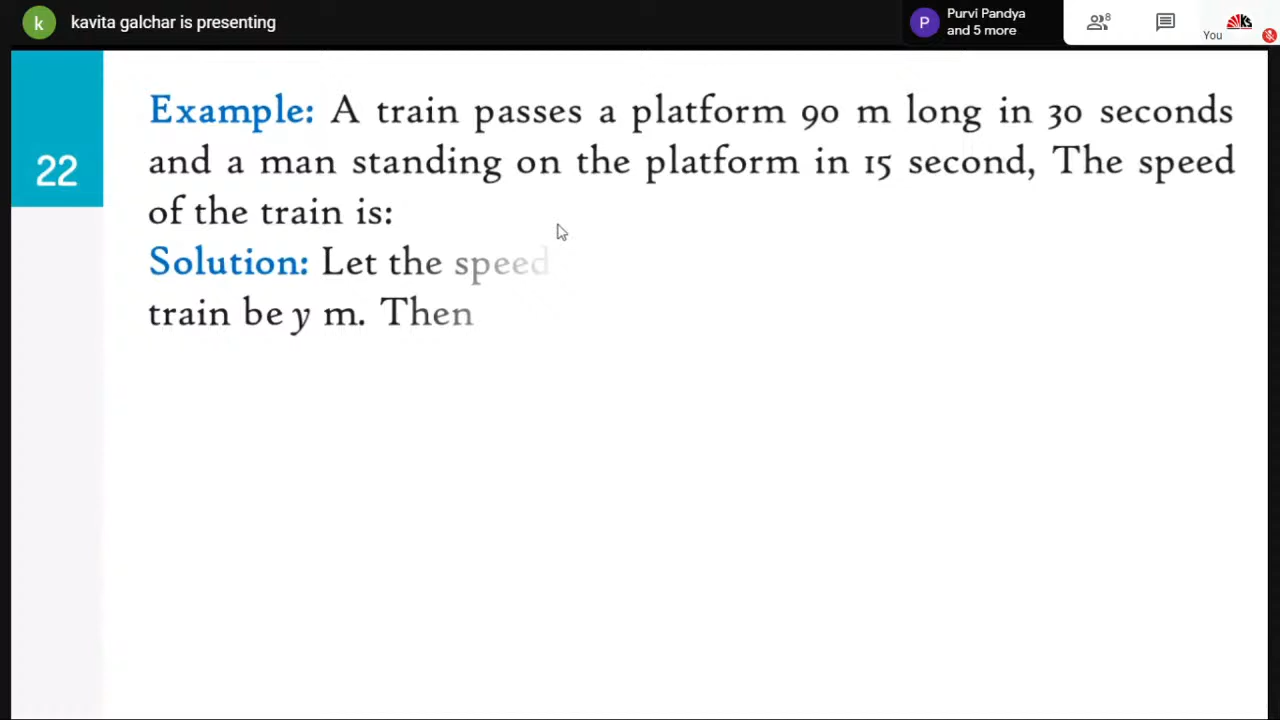 k kavita galchar is presenting
P Purvi Pandya
and 5 more
8
ks
You
22
Example: A train passes a platform 90 m long in 30 seconds
and a man standing on the platform in 15 second, The speed
of the train is:
Solution: Let the speed
train be y m. Then